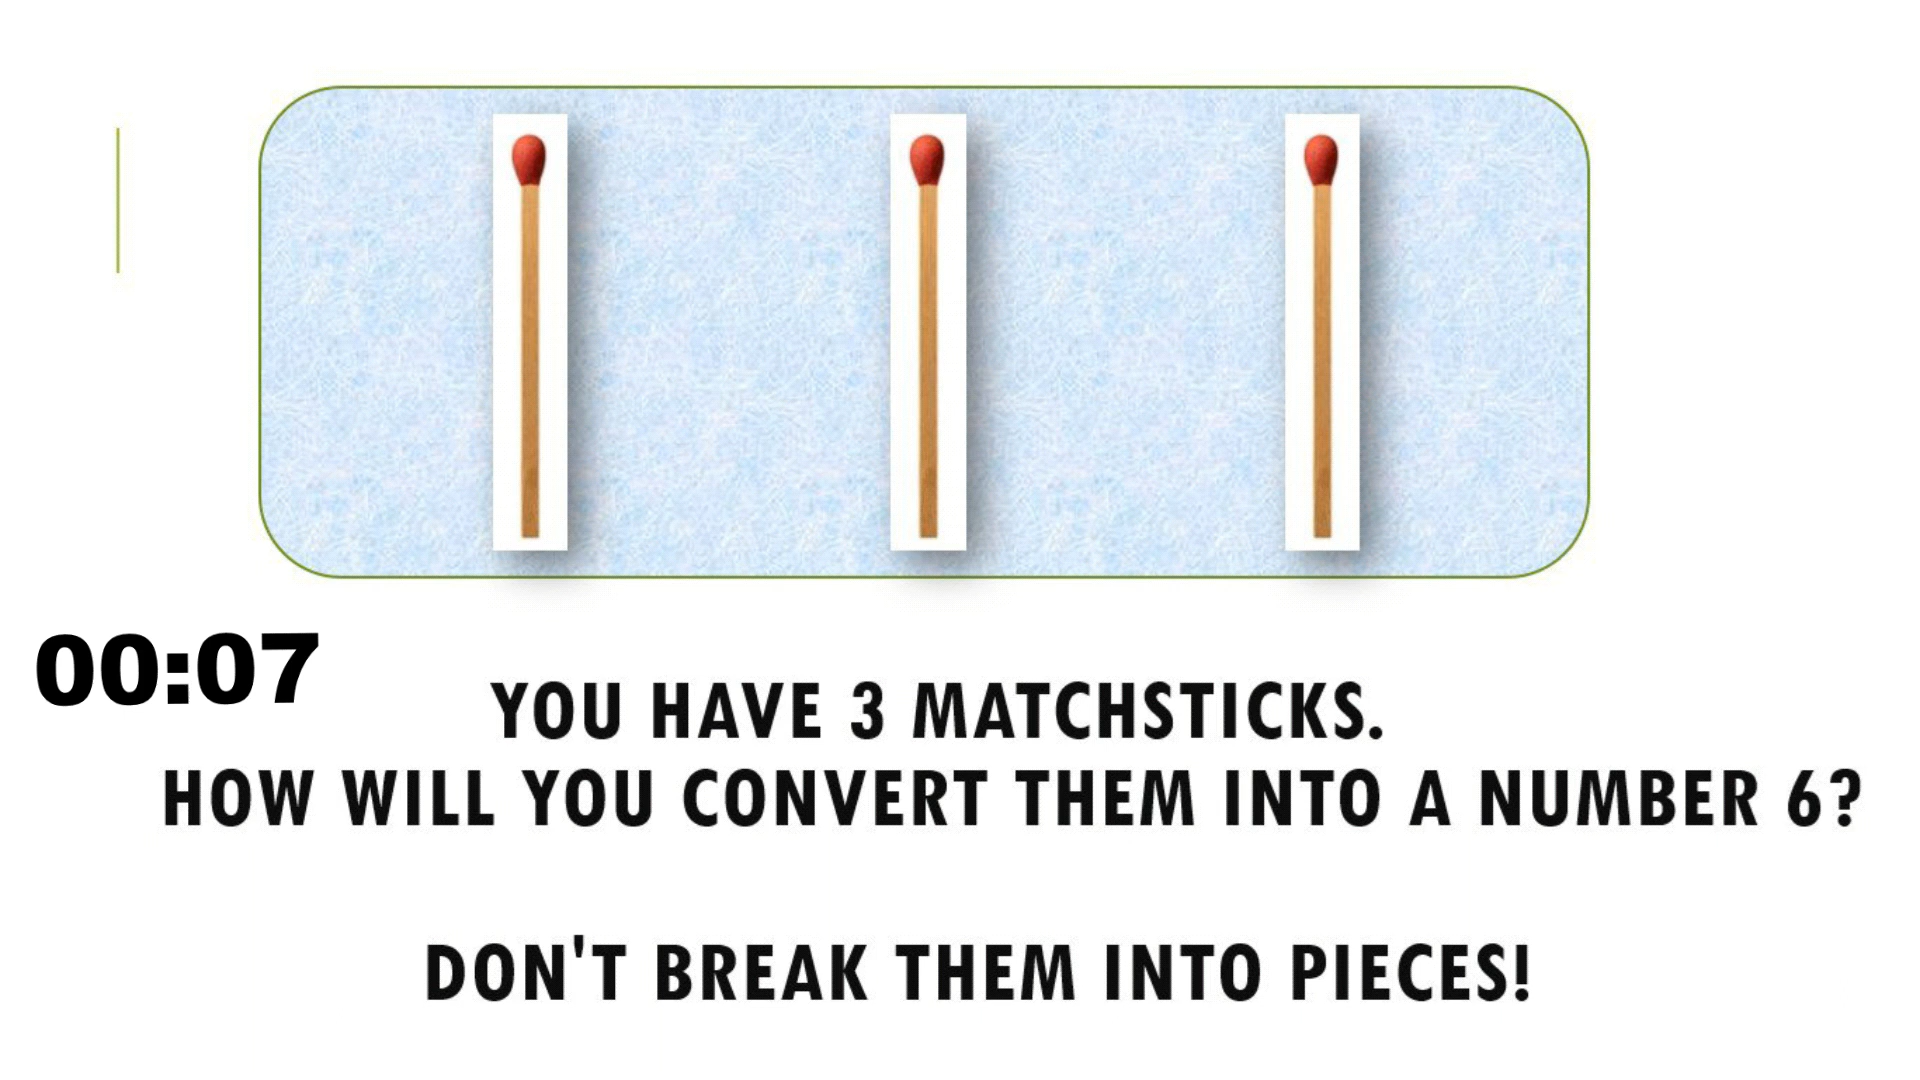 00:07
YOU HAVE 3 MATCHSTICKS.
HOW WILL YOU CONVERT THEM INTO A NUMBER 6?
DON'T BREAK THEM INTO PIECES!